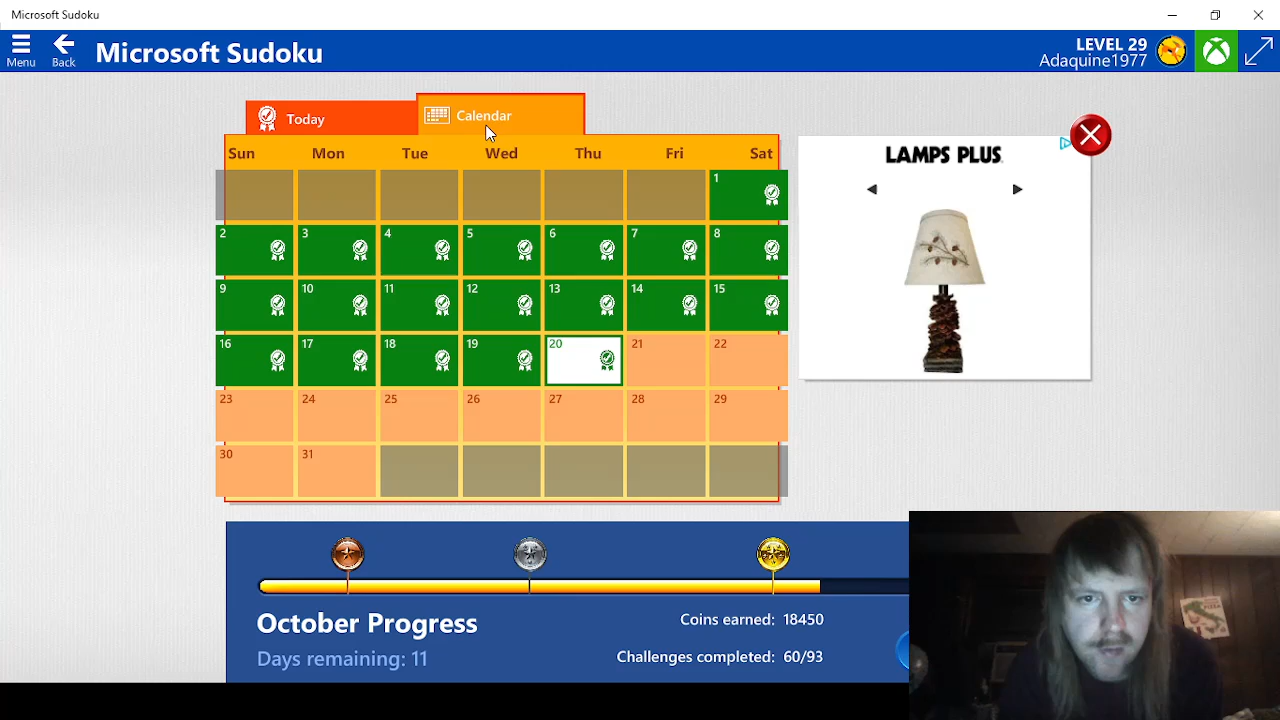 Microsoft Sudoku
Menu
Back
Microsoft Sudoku
LEVEL 29
Adaquine1977
Today
Calendar
Sun Mon Tue Wed Thu Fri Sat
1
2 3 4 5 6 7 8
9 10 11 12 13 14 15
16 17 18 19 20 21 22
23 24 25 26 27 28 29
30 31
LAMPS PLUS
October Progress
Days remaining: 11
Coins earned: 18450
Challenges completed: 60/93
PIZZA